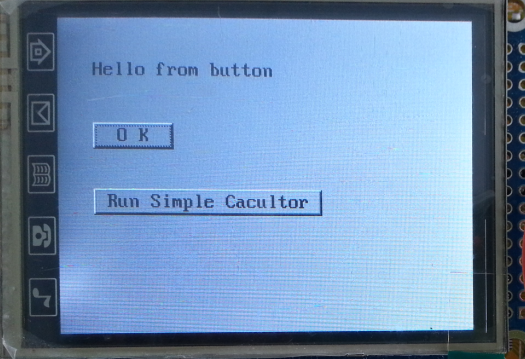 Hello from button
O K
Run Simple Cacultor